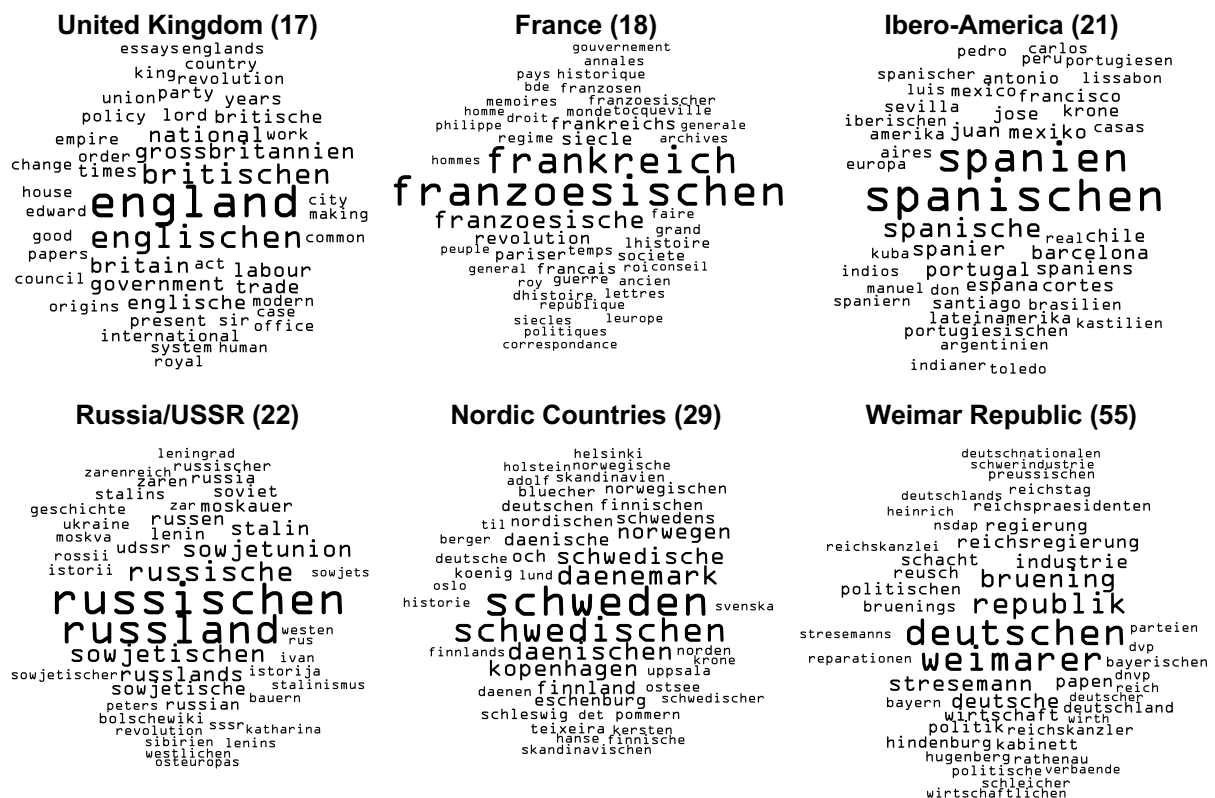 United Kingdom (17)
essays englands
country
king revolution
union party years
policy lord britische
empire national work
change order grossbritannien
times britischen
house england city
edward making
good englischen common
papers britain act labour
council government trade
origins englische modern
case
present sir office
international
system human
royal
France (18)
gouvernement
annales
pays historique
bde franzosen
memoires franzoesischer
homme droit monde tocqueville
philippe frankreichs generale
regime siecle archives
hommes frankreich
franzoesischen
franzoesische faire
revolution grand
peuple pariser temps lhistoire
societe
general francais roi conseil
roy guerre ancien
dhistoire lettres
republique
siecles leurope
politiques
correspondance
Ibero-America (21)
pedro carlos
peru portugiesen
spanischer antonio lissabon
luis mexico francisco
sevilla jose krone
iberischen
amerika juan mexiko casas
aires spanien
europa
spanischen
spanische real chile
kuba spanier barcelona
indios portugal spaniens
manuel don espana cortes
spaniern santiago brasilien
lateinamerika kastilien
portugiesischen
argentinien
indianer toledo
Russia/USSR (22)
leningrad
zarenreich russischer
zaren russia
stalins soviet
geschichte zar moskauer
ukraine russen stalin
moskva lenin
rossii udssr sowjetunion
istorii russische sowjets
russischen
russland westen
rus
sowjetischen ivan
sowjetischer russlands istorija
sowjetische stalinismus
bauern
peters russian
bolschewiki
revolution sssr katharina
sibirien lenins
westlichen
osteuropas
Nordic Countries (29)
helsinki
holstein norwegische
adolf skandinavien
bluecher norwegischen
deutschen finnischen
til nordischen schwedens
berger daenische norwegen
deutsche och schwedische
koenig lund daenemark
oslo
historie schweden svenska
schwedischen
finnlands daenischen norden
krone
kopenhagen uppsala
daenen finnland ostsee
eschenburg schwedischer
schleswig det pommern
teixeira kersten
hanse finnische
skandinavischen
Weimar Republic (55)
deutschnationalen
schwerindustrie
preussischen
reichstag
deutschlands
heinrich reichspraesidenten
nsdap regierung
reichskanzlei reichsregierung
schacht industrie
reusch bruening
politischen
bruenings republik
stresemanns deutschen parteien
dvp
reparationen weimarer bayerischen
dnvp
stresemann papen reich
bayern deutsche deutscher
deutschland
wirtschaft wirth
politik reichskanzler
hindenburg kabinett
hugenberg rathenau
politische verbaende
schleicher
wirtschaftlichen